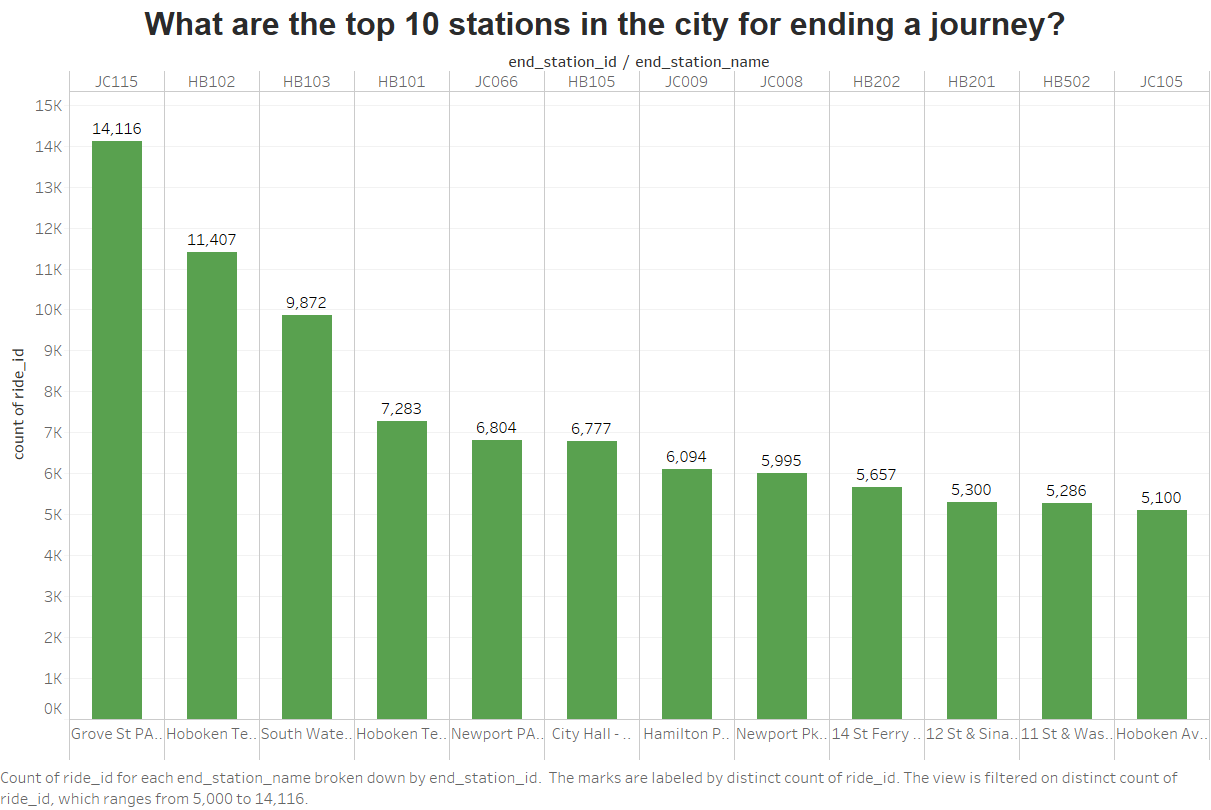 What are the top 10 stations in the city for ending a journey?
end_station_id / end_station_name
JC115 HB102 HB103 HB101 JC066 HB105 JC009 JC008 HB202 HB201 HB502 JC105
15K
14K
13K
12K
11K
10K
9K
8K
7K
6K
5K
4K
3K
2K
1K
0K
count of ride_id
14,116
11,407
9,872
7,283
6,804
6,777
6,094
5,995
5,657
5,300
5,286
5,100
Grove St PA.. Hoboken Te.. South Wate.. Hoboken Te.. Newport PA.. City Hall - .. Hamilton P.. Newport Pk.. 14 St Ferry .. 12 St & Sina.. 11 St & Was.. Hoboken Av..
Count of ride_id for each end_station_name broken down by end_station_id.  The marks are labeled by distinct count of ride_id. The view is filtered on distinct count of
ride_id, which ranges from 5,000 to 14,116.